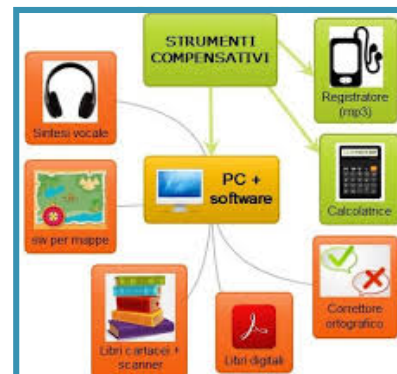 STRUMENTI
COMPENSATIVI
Registratore
(mp3)
Sintesi vocale
PC +
software
Calcolatrice
sw per mappe
Correttore
ortografico
Libri cartacei +
scanner
Libri digitali